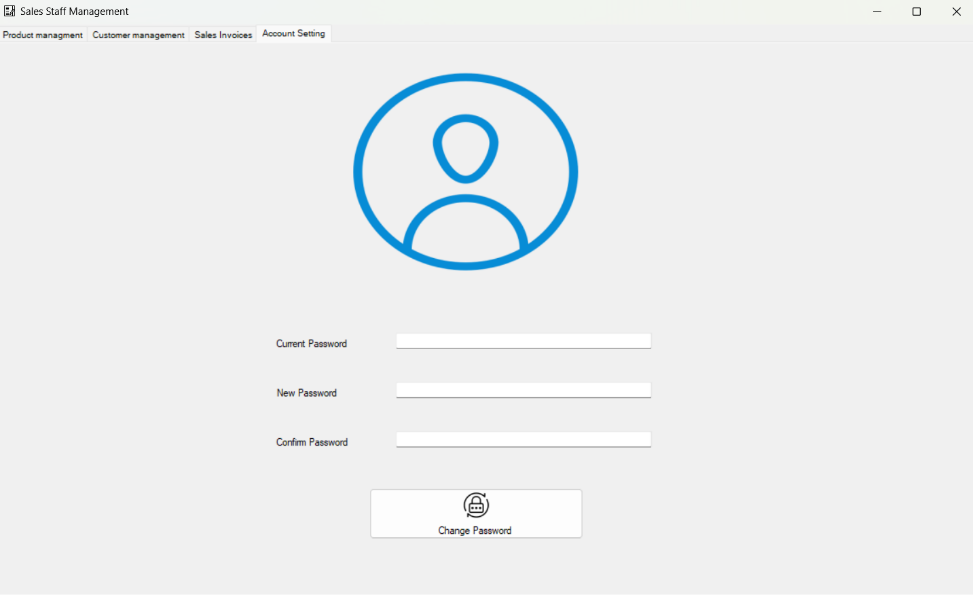 Sales Staff Management
Product managment Customer management Sales Invoices Account Setting
Current Password
New Password
Confirm Password
Change Password